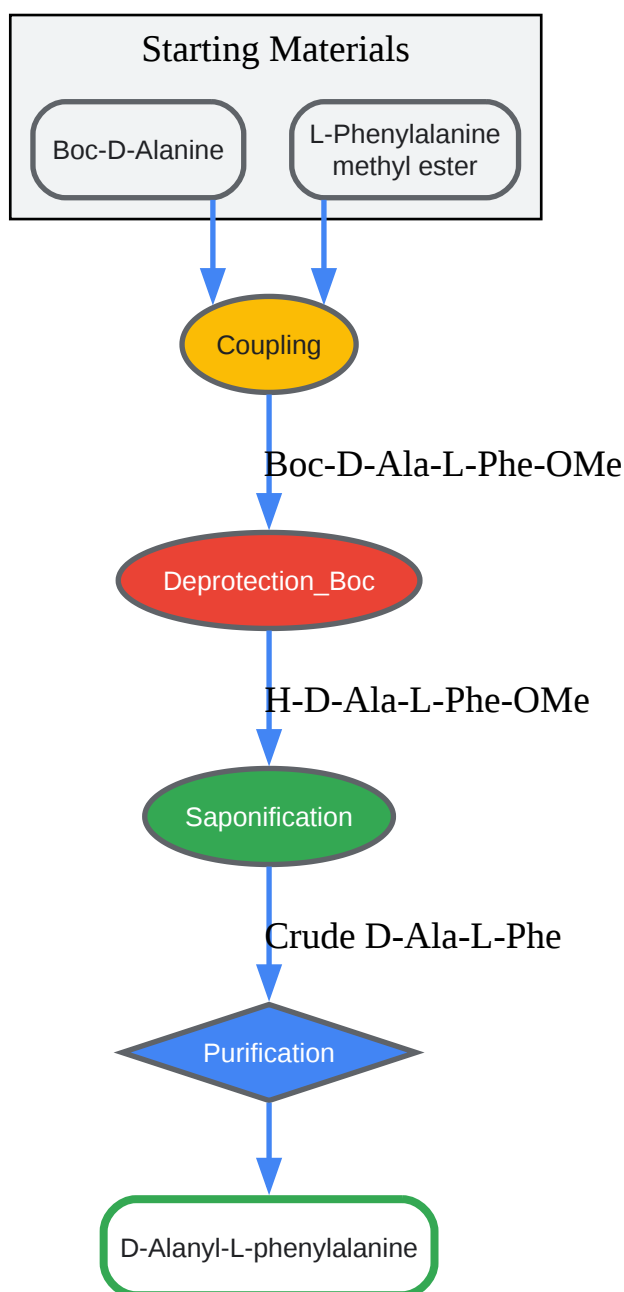 Starting Materials
Boc-D-Alanine
L-Phenylalanine
methyl ester
Coupling
Boc-D-Ala-L-Phe-OMe
Deprotection_Boc
H-D-Ala-L-Phe-OMe
Saponification
Crude D-Ala-L-Phe
Purification
D-Alanyl-L-phenylalanine